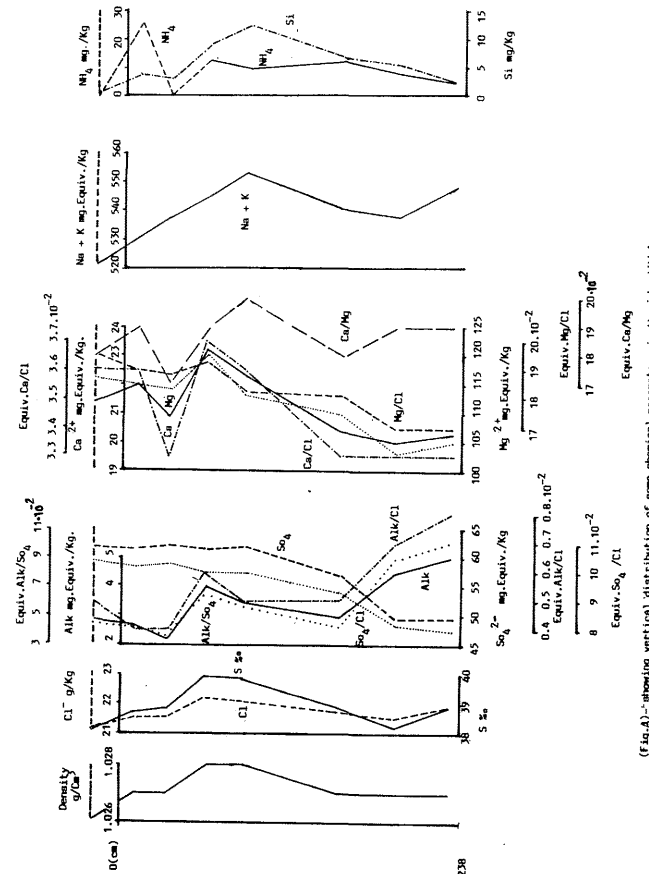 Density
g/Cm³
1.026 1.028
0(cm)
238
Cl⁻ g/Kg
21 22 23
S ‰
Cl
38 39 40
S ‰
Equiv.Alk/So₄
3 5 7 9 11·10⁻²
Alk mg.Equiv./Kg.
2 3 4 5
So₄
Alk/Cl
Alk/So₄
So₄/Cl
Alk
45 50 55 60 65
So₄²⁻ mg.Equiv./Kg
0.4 0.5 0.6 0.7 0.8.10⁻²
Equiv.Alk/Cl
8 9 10 11.10⁻²
Equiv.So₄ /Cl
Equiv.Ca/Cl
3.3 3.4 3.5 3.6 3.7.10⁻²
Ca ²⁺ mg.Equiv./Kg.
19 20 21 22 23 24
Ca
Mg
Ca/Mg
Ca/Cl
Mg/Cl
100 105 110 115 120 125
Mg ²⁺mg.Equiv./Kg
17 18 19 20.10⁻²
Equiv.Mg/Cl
17 18 19 20·10⁻²
Equiv.Ca/Mg
Na + K mg.Equiv./Kg
520 530 540 550 560
Na + K
NH₄ mg./Kg
0 10 20 30
NH₄
Si
NH₄
0 5 10 15
Si mg/Kg
(Fig.4)- showing vertical distribution of some chemical